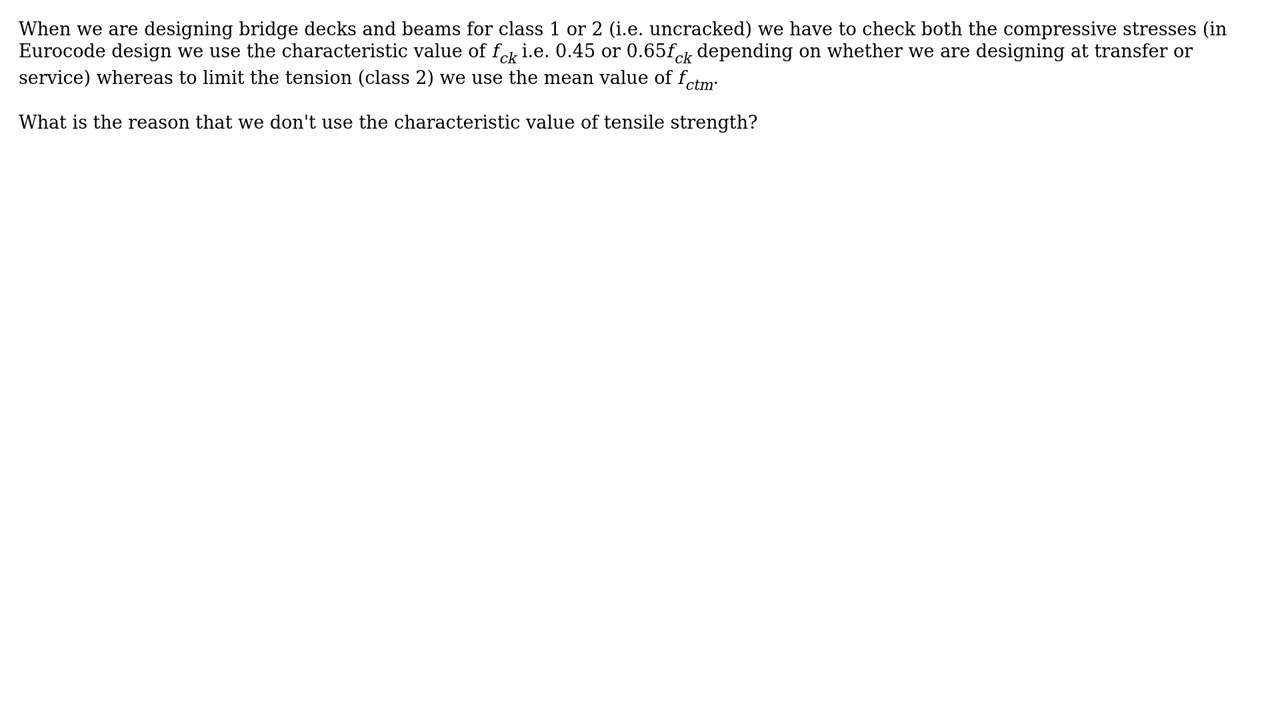 When we are designing bridge decks and beams for class 1 or 2 (i.e. uncracked) we have to check both the compressive stresses (in
Eurocode design we use the characteristic value of f_ck i.e. 0.45 or 0.65f_ck depending on whether we are designing at transfer or
service) whereas to limit the tension (class 2) we use the mean value of f_ctm.
What is the reason that we don't use the characteristic value of tensile strength?